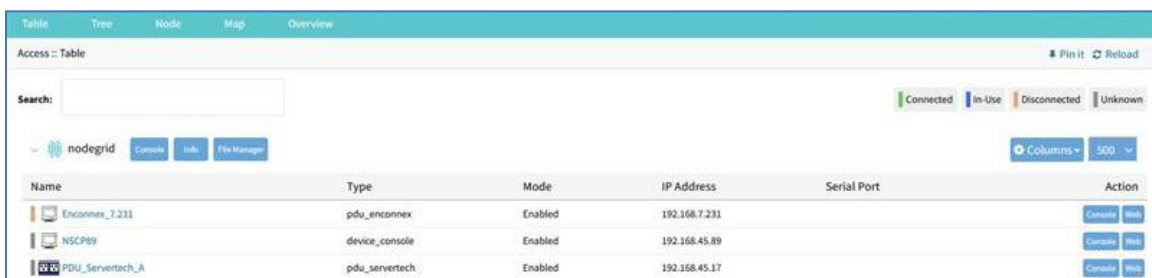 Table Tree Node Map Overview
Access :: Table Pin it Reload
Search: Connected In-Use Disconnected Unknown
nodegrid Console Info File Manager Columns 500
Name Type Mode IP Address Serial Port Action
Enconnex_7.231 pdu_enconnex Enabled 192.168.7.231 Console Web
NSCP89 device_console Enabled 192.168.45.89 Console Web
PDU_Servertech_A pdu_servertech Enabled 192.168.45.17 Console Web